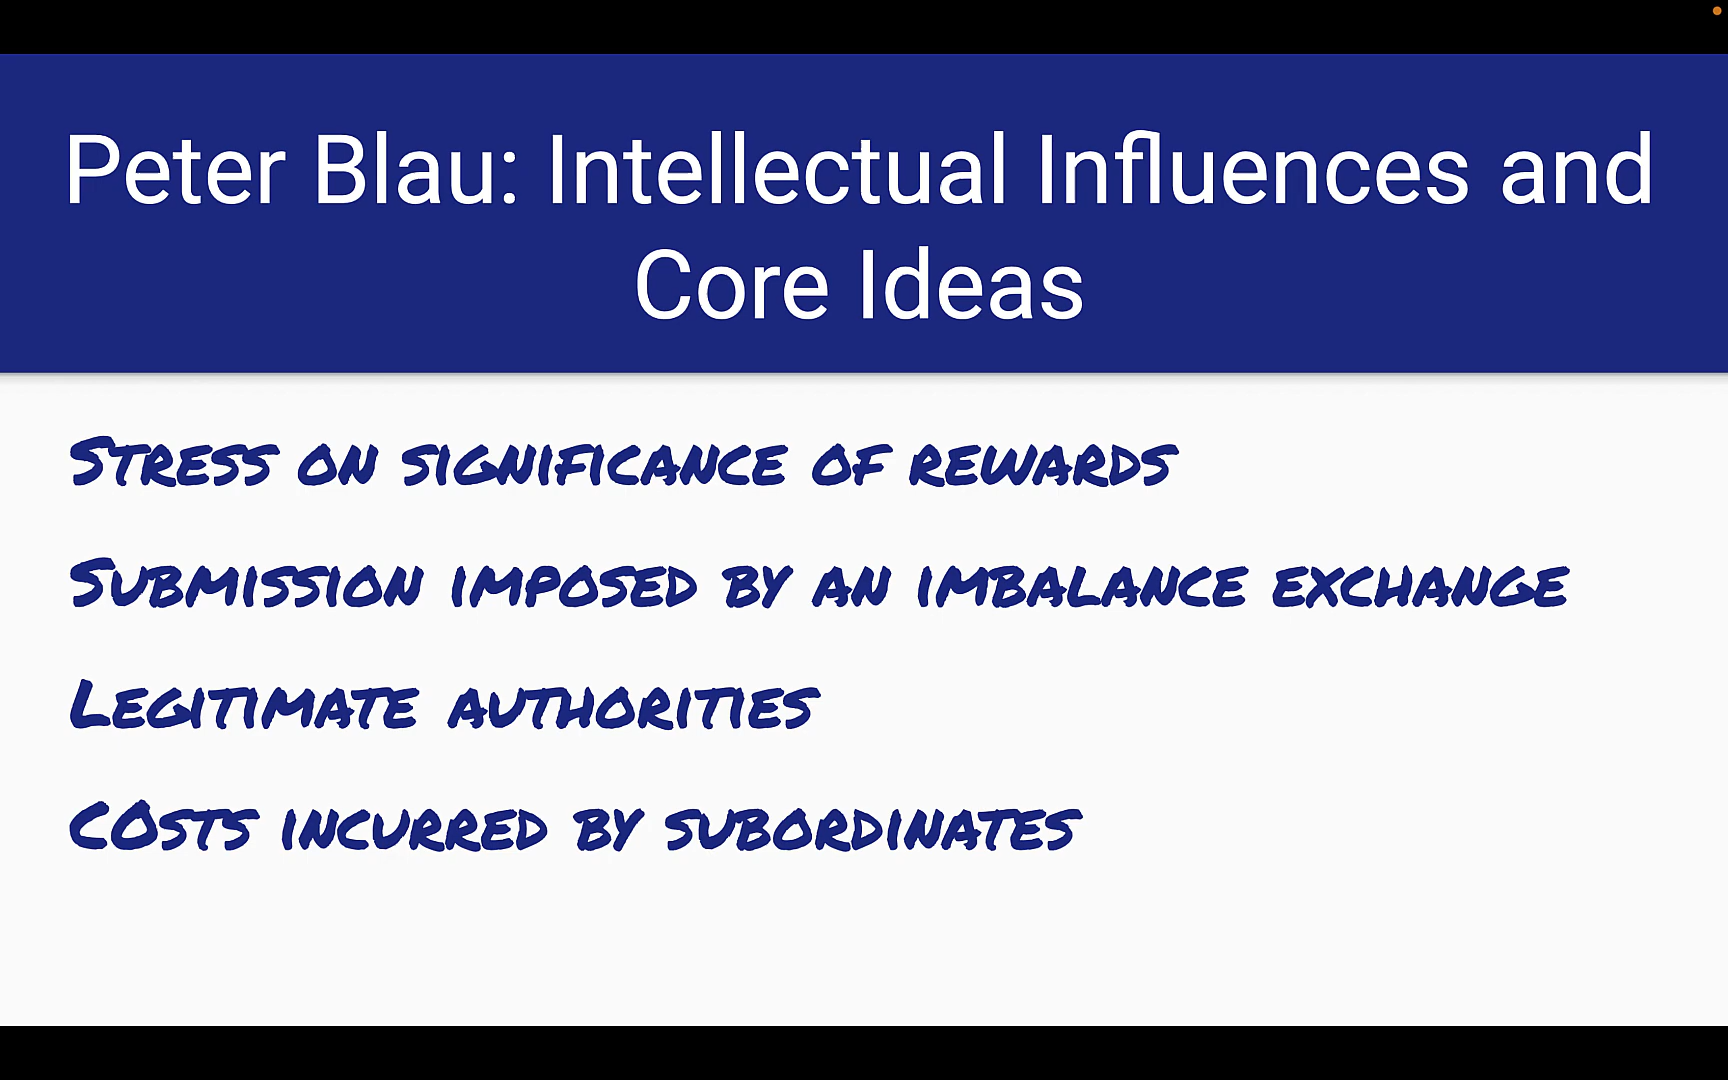 Peter Blau: Intellectual Influences and
Core Ideas
Stress on significance of rewards
Submission imposed by an imbalance exchange
Legitimate authorities
COsts incurred by subordinates